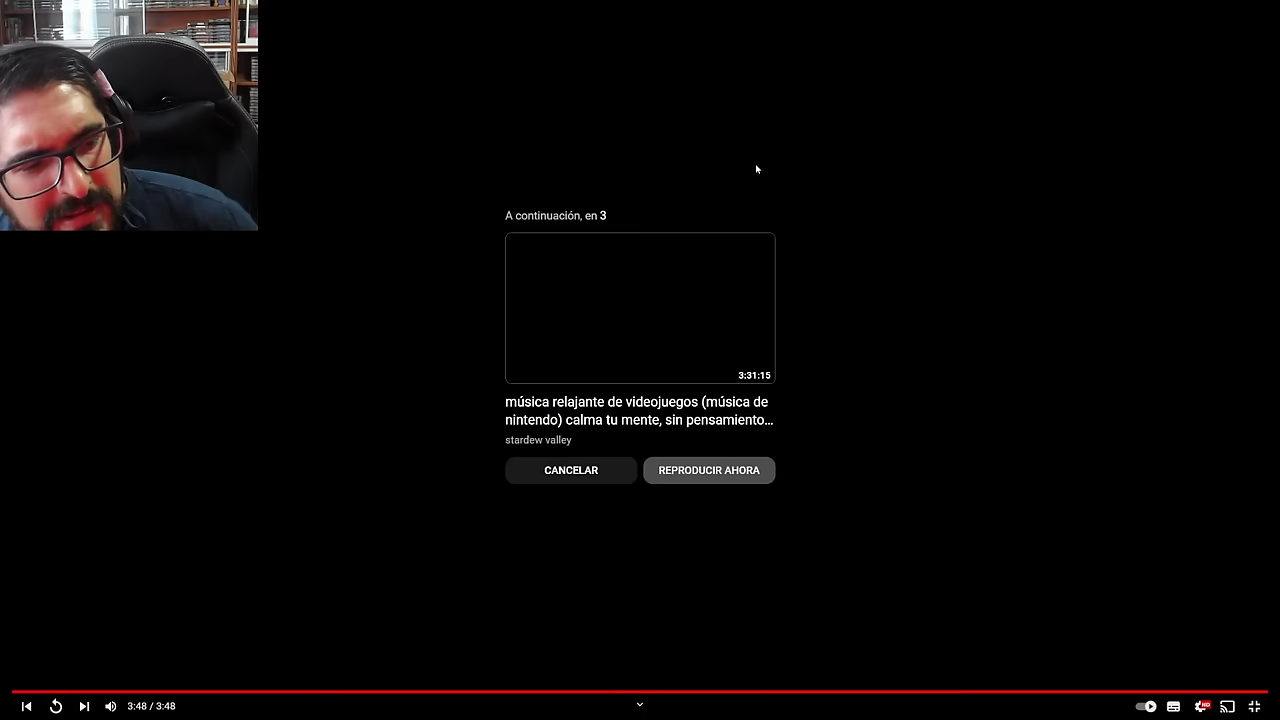 A continuación, en 3
3:31:15
música relajante de videojuegos (música de
nintendo) calma tu mente, sin pensamiento...
stardew valley
CANCELAR
REPRODUCIR AHORA
3:48 / 3:48
HD